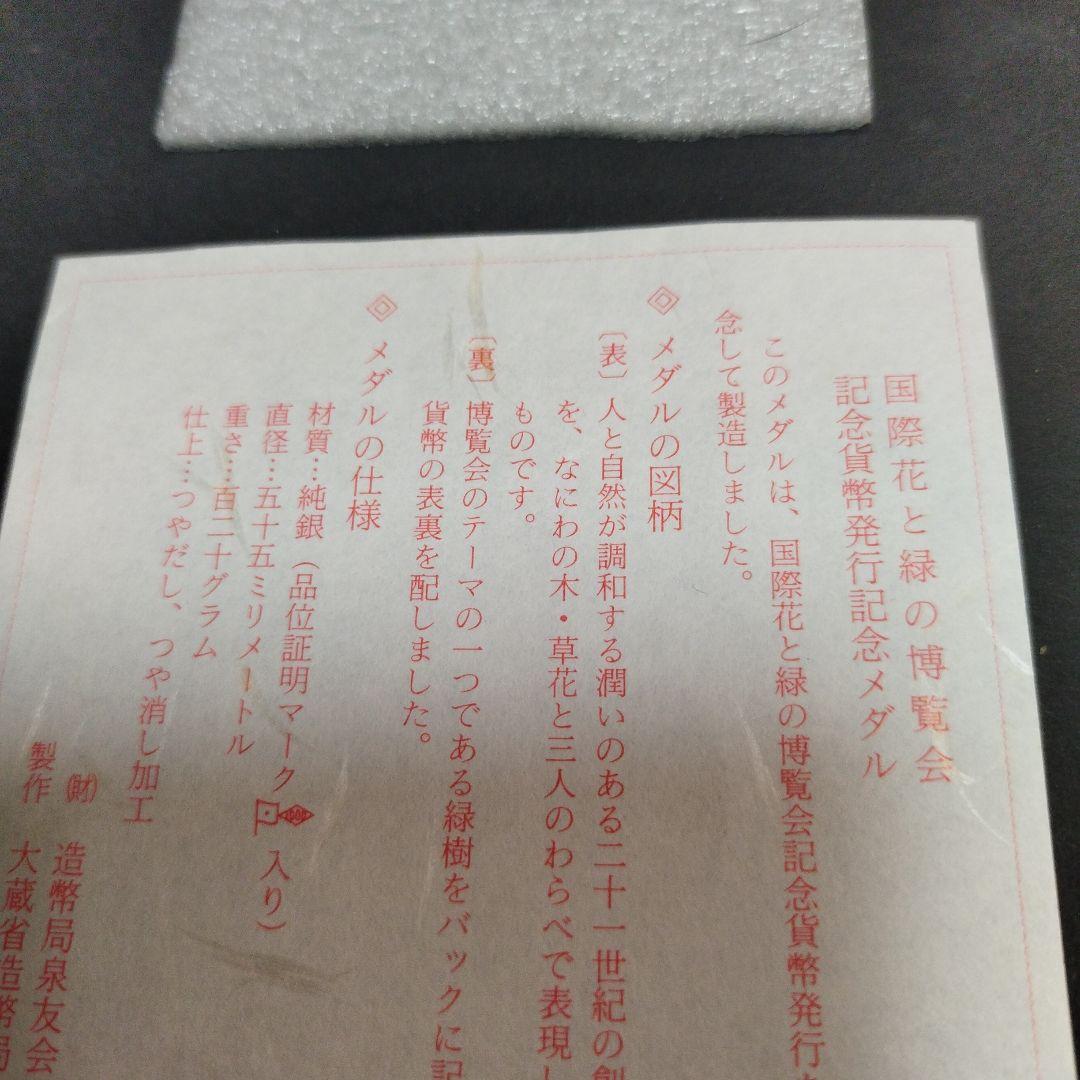 国際花と緑の博覧会
記念貨幣発行記念メダル
このメダルは、国際花と緑の博覧会記念貨幣発行
念して製造しました。
◈ メダルの図柄
〔表〕人と自然が調和する潤いのある二十一世紀の創
を、なにわの木・草花と三人のわらべで表現し
ものです。
〔裏〕博覧会のテーマの一つである緑樹をバックに記
貨幣の表裏を配しました。
◈ メダルの仕様
材質…純銀（品位証明マーク入り）
直径…五十五ミリメートル
重さ…百二十グラム
仕上…つやだし、つや消し加工
㈶ 造幣局泉友会
製作 大蔵省造幣局